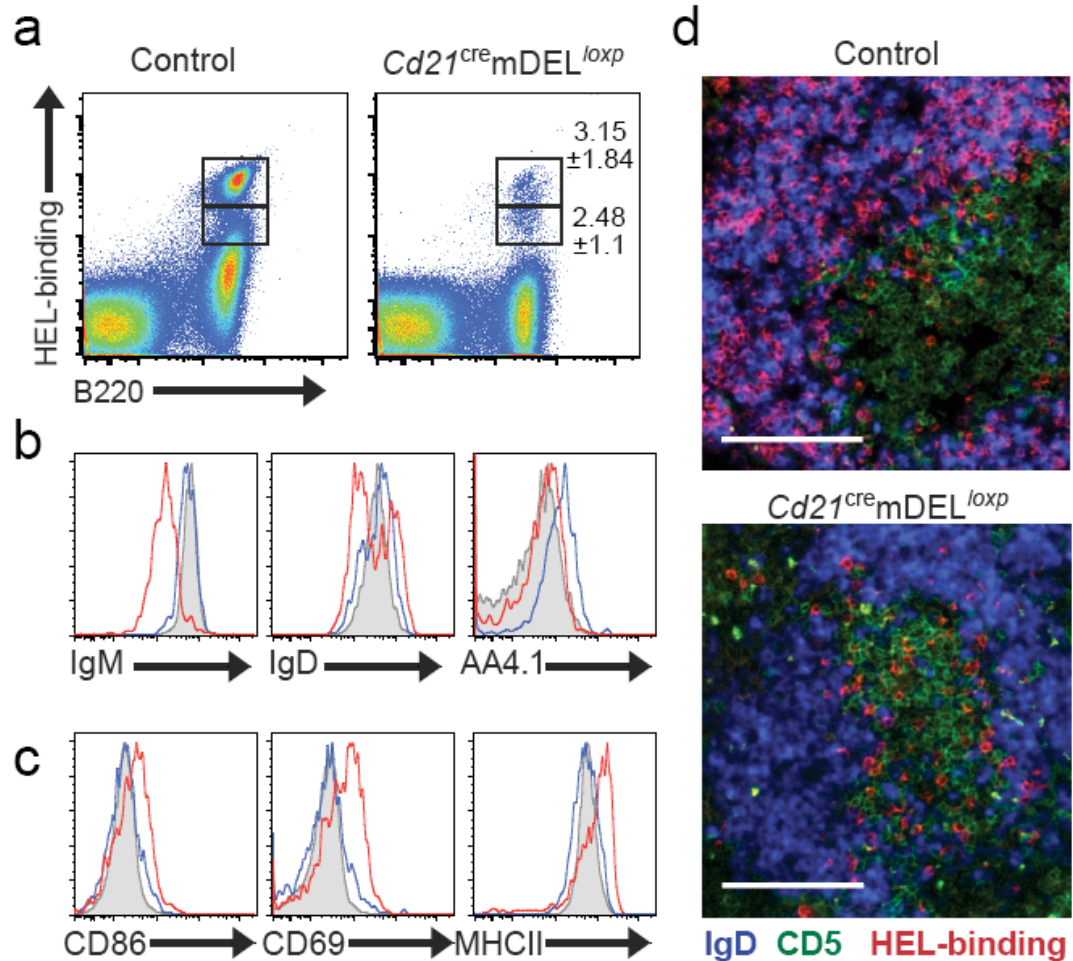 a
Control
Cd21cremDELloxp
HEL-binding
3.15
±1.84
2.48
±1.1
B220
b
IgM
IgD
AA4.1
c
CD86
CD69
MHCII
d
Control
Cd21cremDELloxp
IgD CD5 HEL-binding